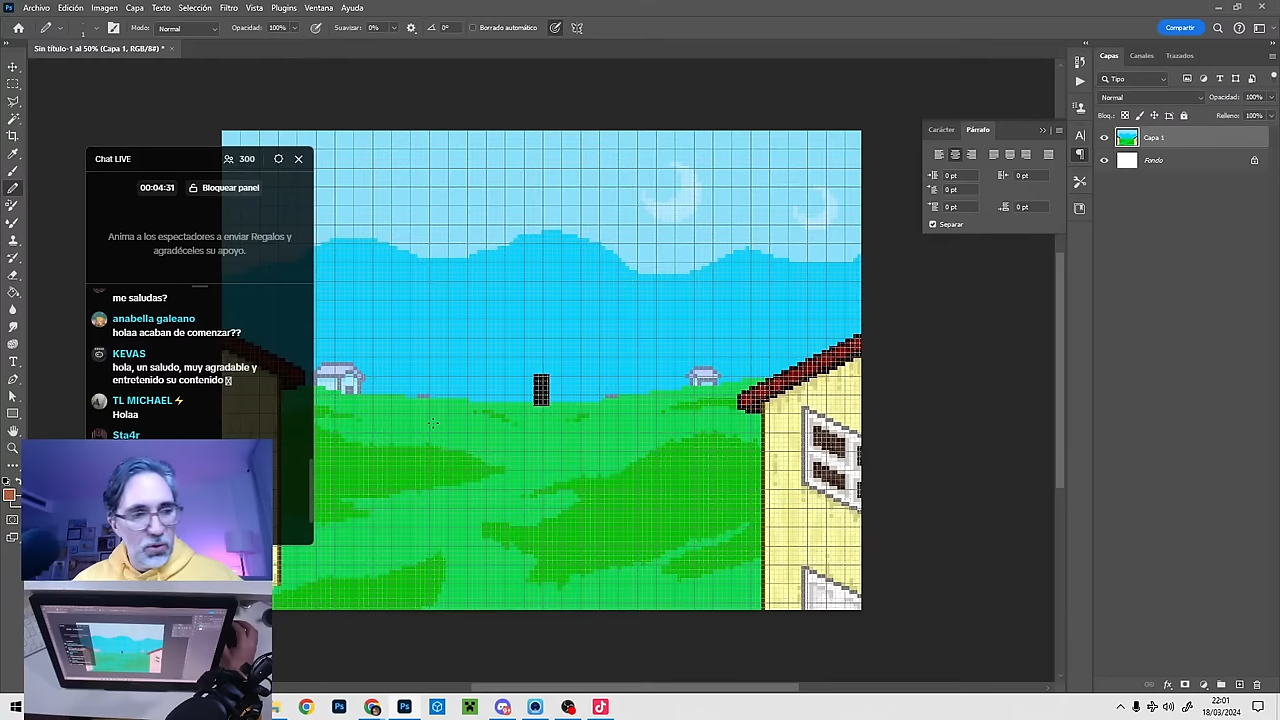 Archivo Edición Imagen Capa Texto Selección Filtro Vista Plugins Ventana Ayuda
1 Modo: Normal Opacidad: 100% Suavizar: 0% 0° Borrado automático Compartir
Sin título-1 al 50% (Capa 1, RGB/8#) *
Capas Canales Trazados
Tipo
Normal Opacidad: 100%
Bloq.: Relleno: 100%
Capa 1
Fondo
Carácter Párrafo
0 pt 0 pt
0 pt
0 pt 0 pt
Separar
Chat LIVE 300
00:04:31 Bloquear panel
Anima a los espectadores a enviar Regalos y
agradéceles su apoyo.
me saludas?
anabella galeano
holaa acaban de comenzar??
KEVAS
hola, un saludo, muy agradable y
entretenido su contenido
TL MICHAEL⚡
Holaa
Sta4r
22:01
18/03/2024